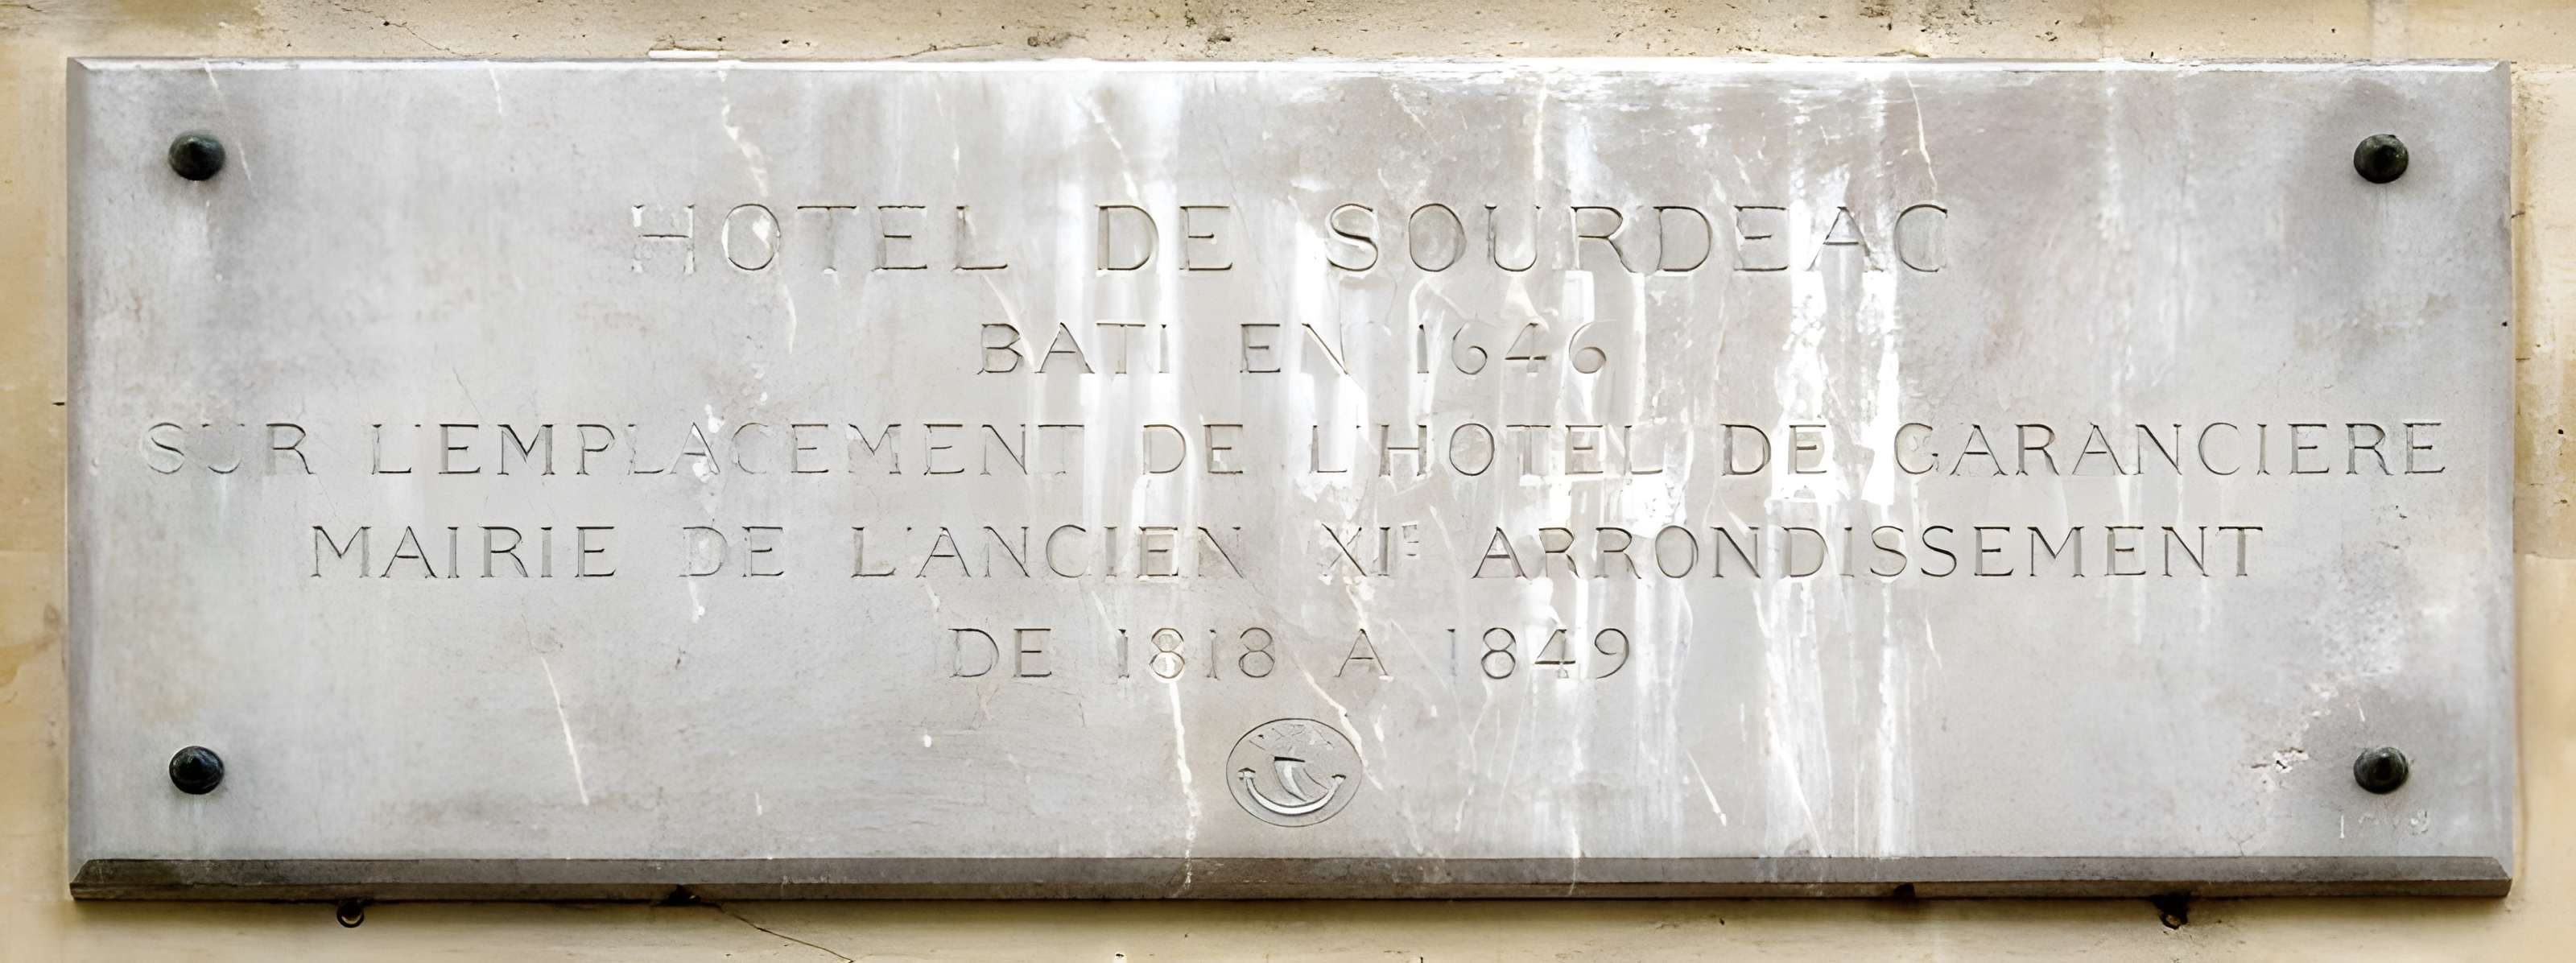 HOTEL DE SOURDEAC
BATI EN 1646
SUR L'EMPLACEMENT DE L'HOTEL DE GARANCIERE
MAIRIE DE L'ANCIEN XIE ARRONDISSEMENT
DE 1818 A 1849